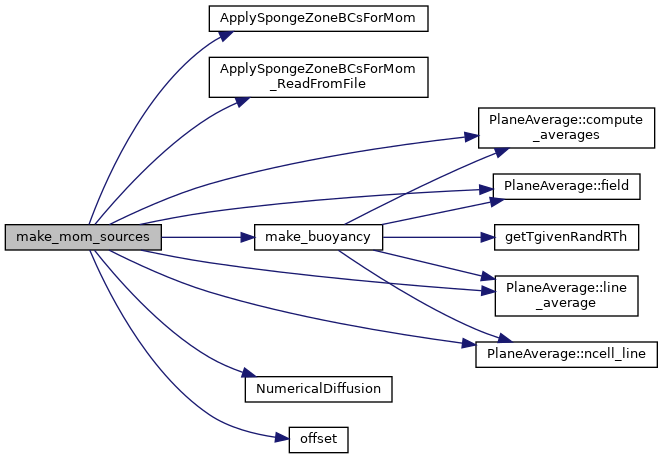 ApplySpongeZoneBCsForMom
ApplySpongeZoneBCsForMom
_ReadFromFile
PlaneAverage::compute
_averages
PlaneAverage::field
make_mom_sources
make_buoyancy
getTgivenRandRTh
PlaneAverage::line
_average
PlaneAverage::ncell_line
NumericalDiffusion
offset